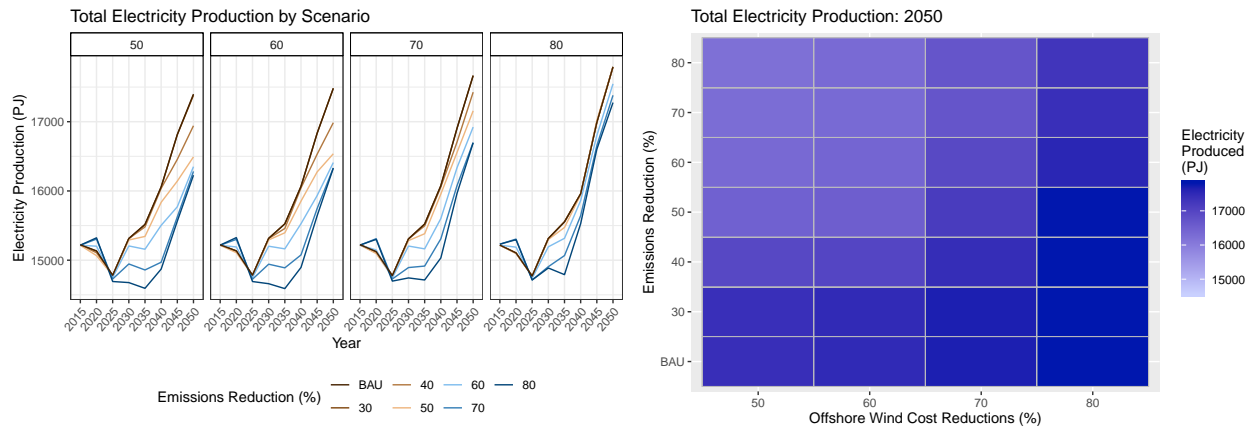 Total Electricity Production by Scenario
50 60 70 80
Electricity Production (PJ)
17000
16000
15000
2015 2020 2025 2030 2035 2040 2045 2050 2015 2020 2025 2030 2035 2040 2045 2050 2015 2020 2025 2030 2035 2040 2045 2050 2015 2020 2025 2030 2035 2040 2045 2050
Year
Emissions Reduction (%)
BAU 40 60 80
30 50 70
Total Electricity Production: 2050
Emissions Reduction (%)
80
70
60
50
40
30
BAU
50 60 70 80
Offshore Wind Cost Reductions (%)
Electricity
Produced
(PJ)
17000
16000
15000